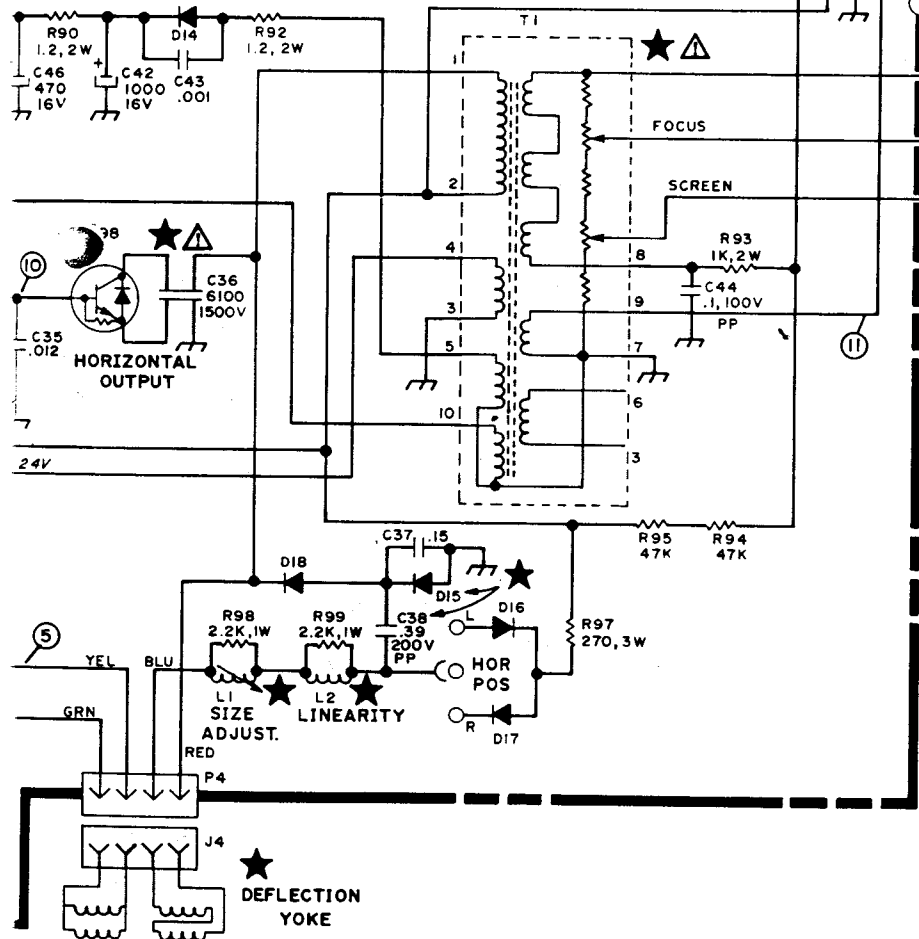 R90
1.2, 2W
D14
R92
1.2, 2W
T1
C46
470
16V
+
C42
1000
16V
C43
.001
1
FOCUS
2
SCREEN
98
4
R93
1K, 2W
8
10
C36
6100
1500V
C44
.1, 100V
PP
3
9
C35
.012
11
HORIZONTAL
OUTPUT
5
7
6
10
24V
3
R95
47K
R94
47K
C37
.15
D18
D15
D16
L
R98
2.2K, 1W
R99
2.2K, 1W
C38
.39
200V
PP
R97
270, 3W
5
YEL
BLU
HOR
POS
L1
SIZE
ADJUST.
L2
LINEARITY
GRN
R
D17
RED
P4
J4
DEFLECTION
YOKE